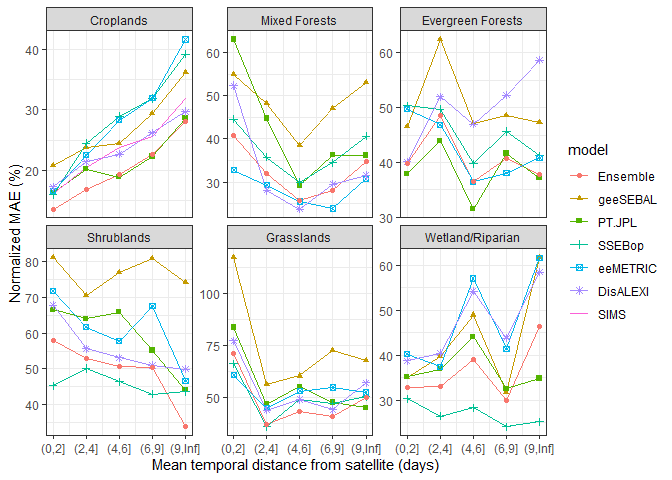 Croplands
Mixed Forests
Evergreen Forests
40
30
20
60
50
40
30
60
50
40
30
Shrublands
Grasslands
Wetland/Riparian
80
70
60
50
40
100
75
50
60
50
40
30
(0,2] (2,4] (4,6] (6,9] (9,Inf]
(0,2] (2,4] (4,6] (6,9] (9,Inf]
(0,2] (2,4] (4,6] (6,9] (9,Inf]
Normalized MAE (%)
Mean temporal distance from satellite (days)
model
Ensemble
geeSEBAL
PT.JPL
SSEBop
eeMETRIC
DisALEXI
SIMS